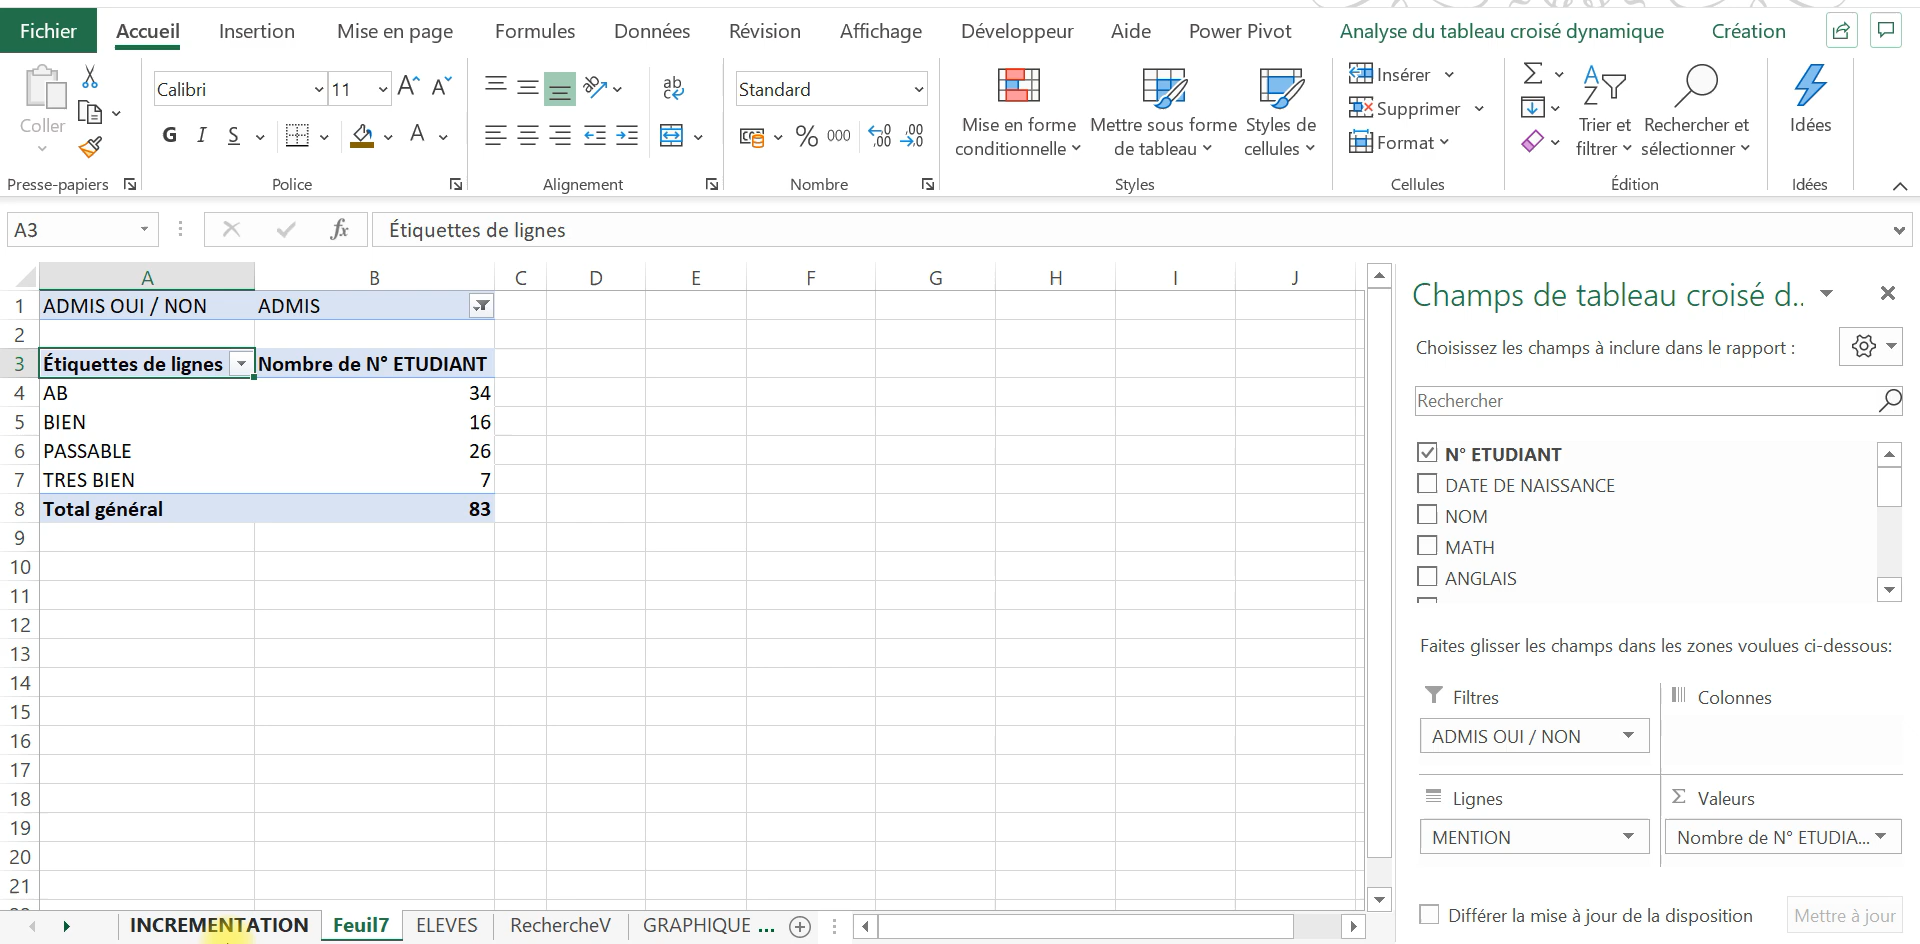 Fichier Accueil Insertion Mise en page Formules Données Révision Affichage Développeur Aide Power Pivot Analyse du tableau croisé dynamique Création
Coller
Calibri 11
G I S A
ab
Standard
% 000
Mise en forme conditionnelle
Mettre sous forme de tableau
Styles de cellules
Insérer
Supprimer
Format
Trier et filtrer
Rechercher et sélectionner
Idées
Presse-papiers Police Alignement Nombre Styles Cellules Édition Idées
A3 fx Étiquettes de lignes
A B C D E F G H I J
1 ADMIS OUI / NON ADMIS
2
3 Étiquettes de lignes Nombre de N° ETUDIANT
4 AB 34
5 BIEN 16
6 PASSABLE 26
7 TRES BIEN 7
8 Total général 83
9
10
11
12
13
14
15
16
17
18
19
20
21
INCREMENTATION Feuil7 ELEVES RechercheV GRAPHIQUE ...
Champs de tableau croisé d..
Choisissez les champs à inclure dans le rapport :
Rechercher
N° ETUDIANT
DATE DE NAISSANCE
NOM
MATH
ANGLAIS
Faites glisser les champs dans les zones voulues ci-dessous:
Filtres Colonnes
ADMIS OUI / NON
Lignes Σ Valeurs
MENTION Nombre de N° ETUDIA...
Différer la mise à jour de la disposition Mettre à jour